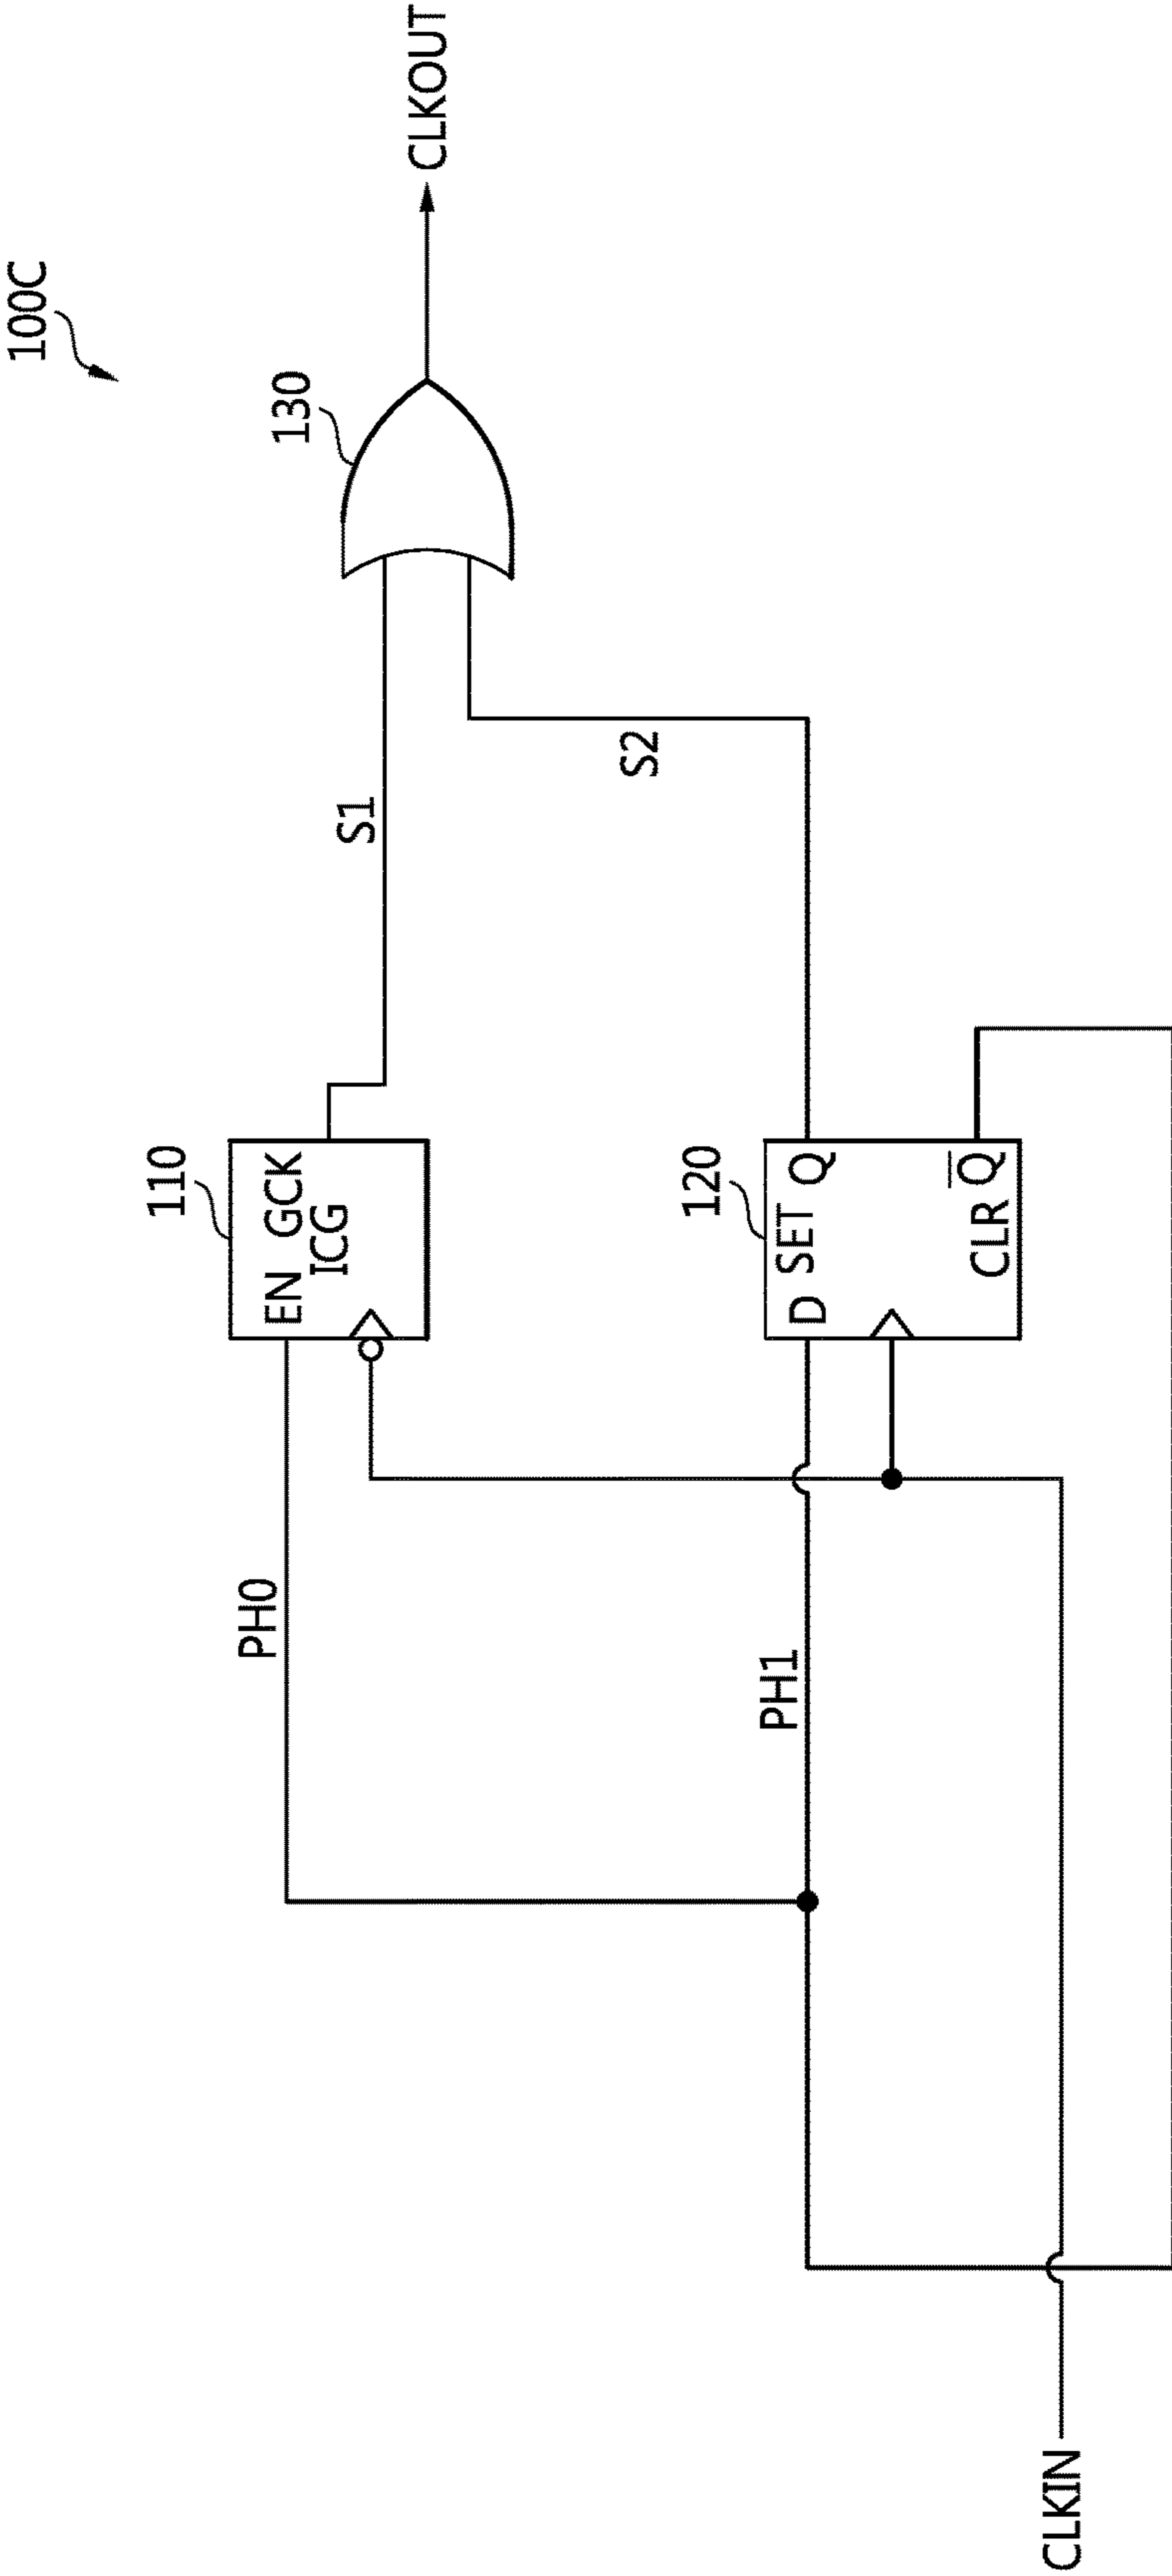 100C
CLKOUT
130
S1
S2
110
EN GCK
ICG
120
D SET Q
CLR Q̅
PH0
PH1
CLKIN